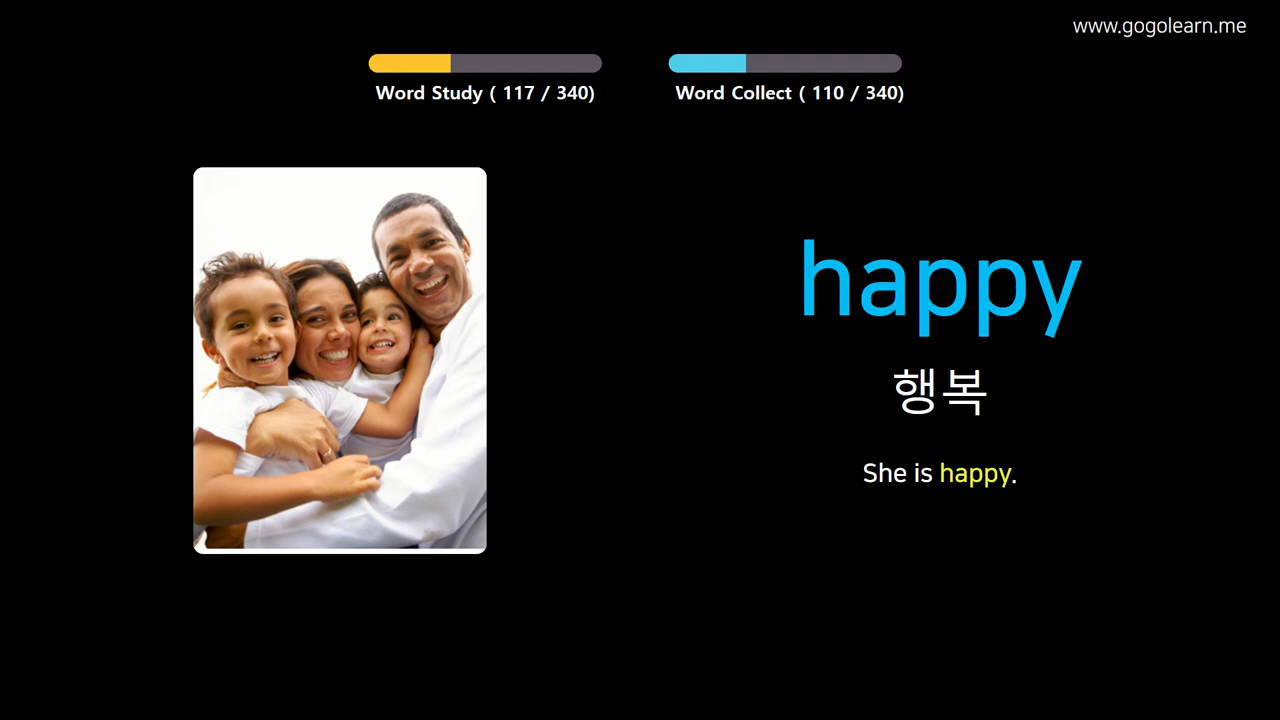 www.gogolearn.me
Word Study ( 117 / 340)
Word Collect ( 110 / 340)
happy
행복
She is happy.